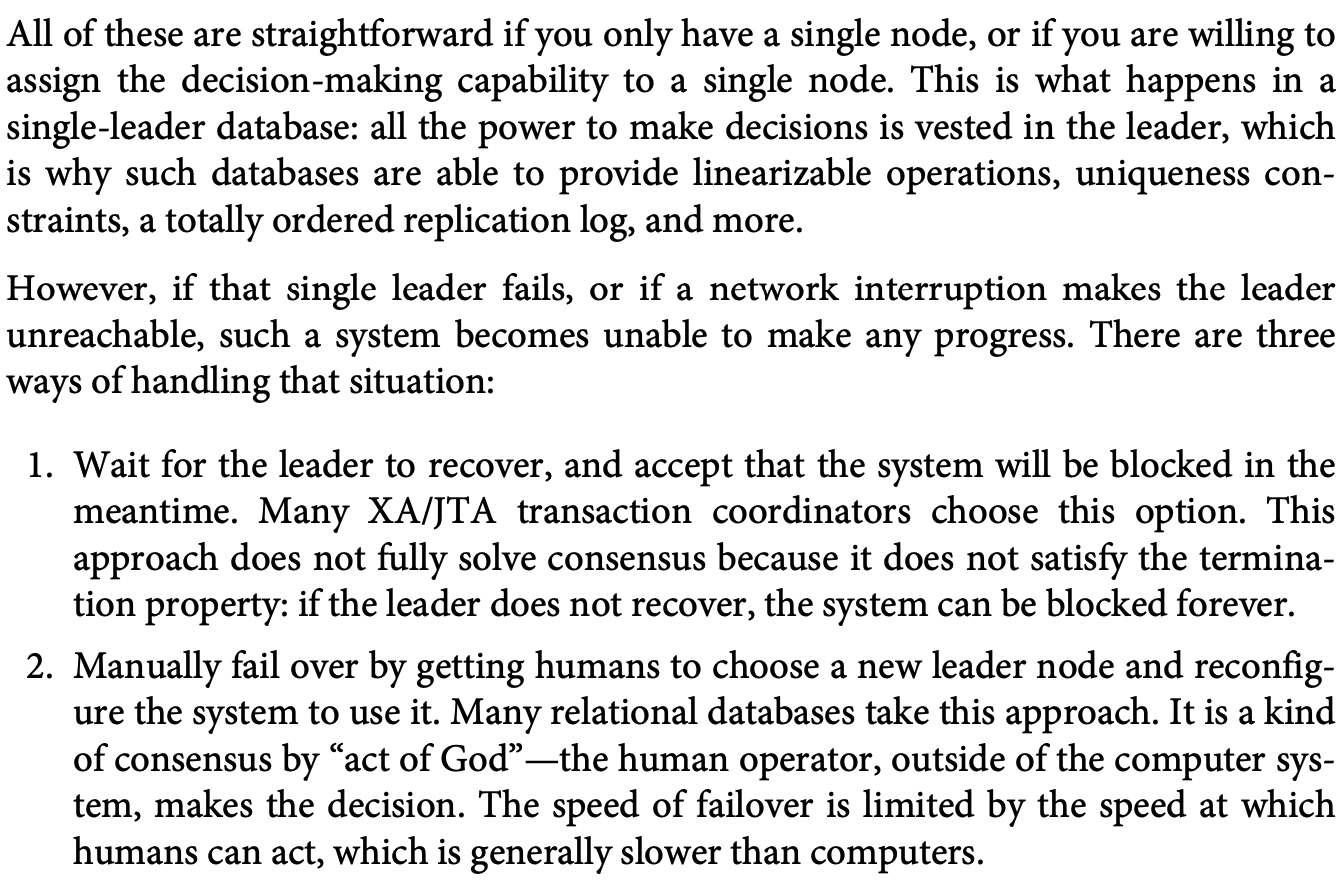 All of these are straightforward if you only have a single node, or if you are willing to
assign the decision-making capability to a single node. This is what happens in a
single-leader database: all the power to make decisions is vested in the leader, which
is why such databases are able to provide linearizable operations, uniqueness con-
straints, a totally ordered replication log, and more.
However, if that single leader fails, or if a network interruption makes the leader
unreachable, such a system becomes unable to make any progress. There are three
ways of handling that situation:
1. Wait for the leader to recover, and accept that the system will be blocked in the
meantime. Many XA/JTA transaction coordinators choose this option. This
approach does not fully solve consensus because it does not satisfy the termina-
tion property: if the leader does not recover, the system can be blocked forever.
2. Manually fail over by getting humans to choose a new leader node and reconfig-
ure the system to use it. Many relational databases take this approach. It is a kind
of consensus by “act of God”—the human operator, outside of the computer sys-
tem, makes the decision. The speed of failover is limited by the speed at which
humans can act, which is generally slower than computers.